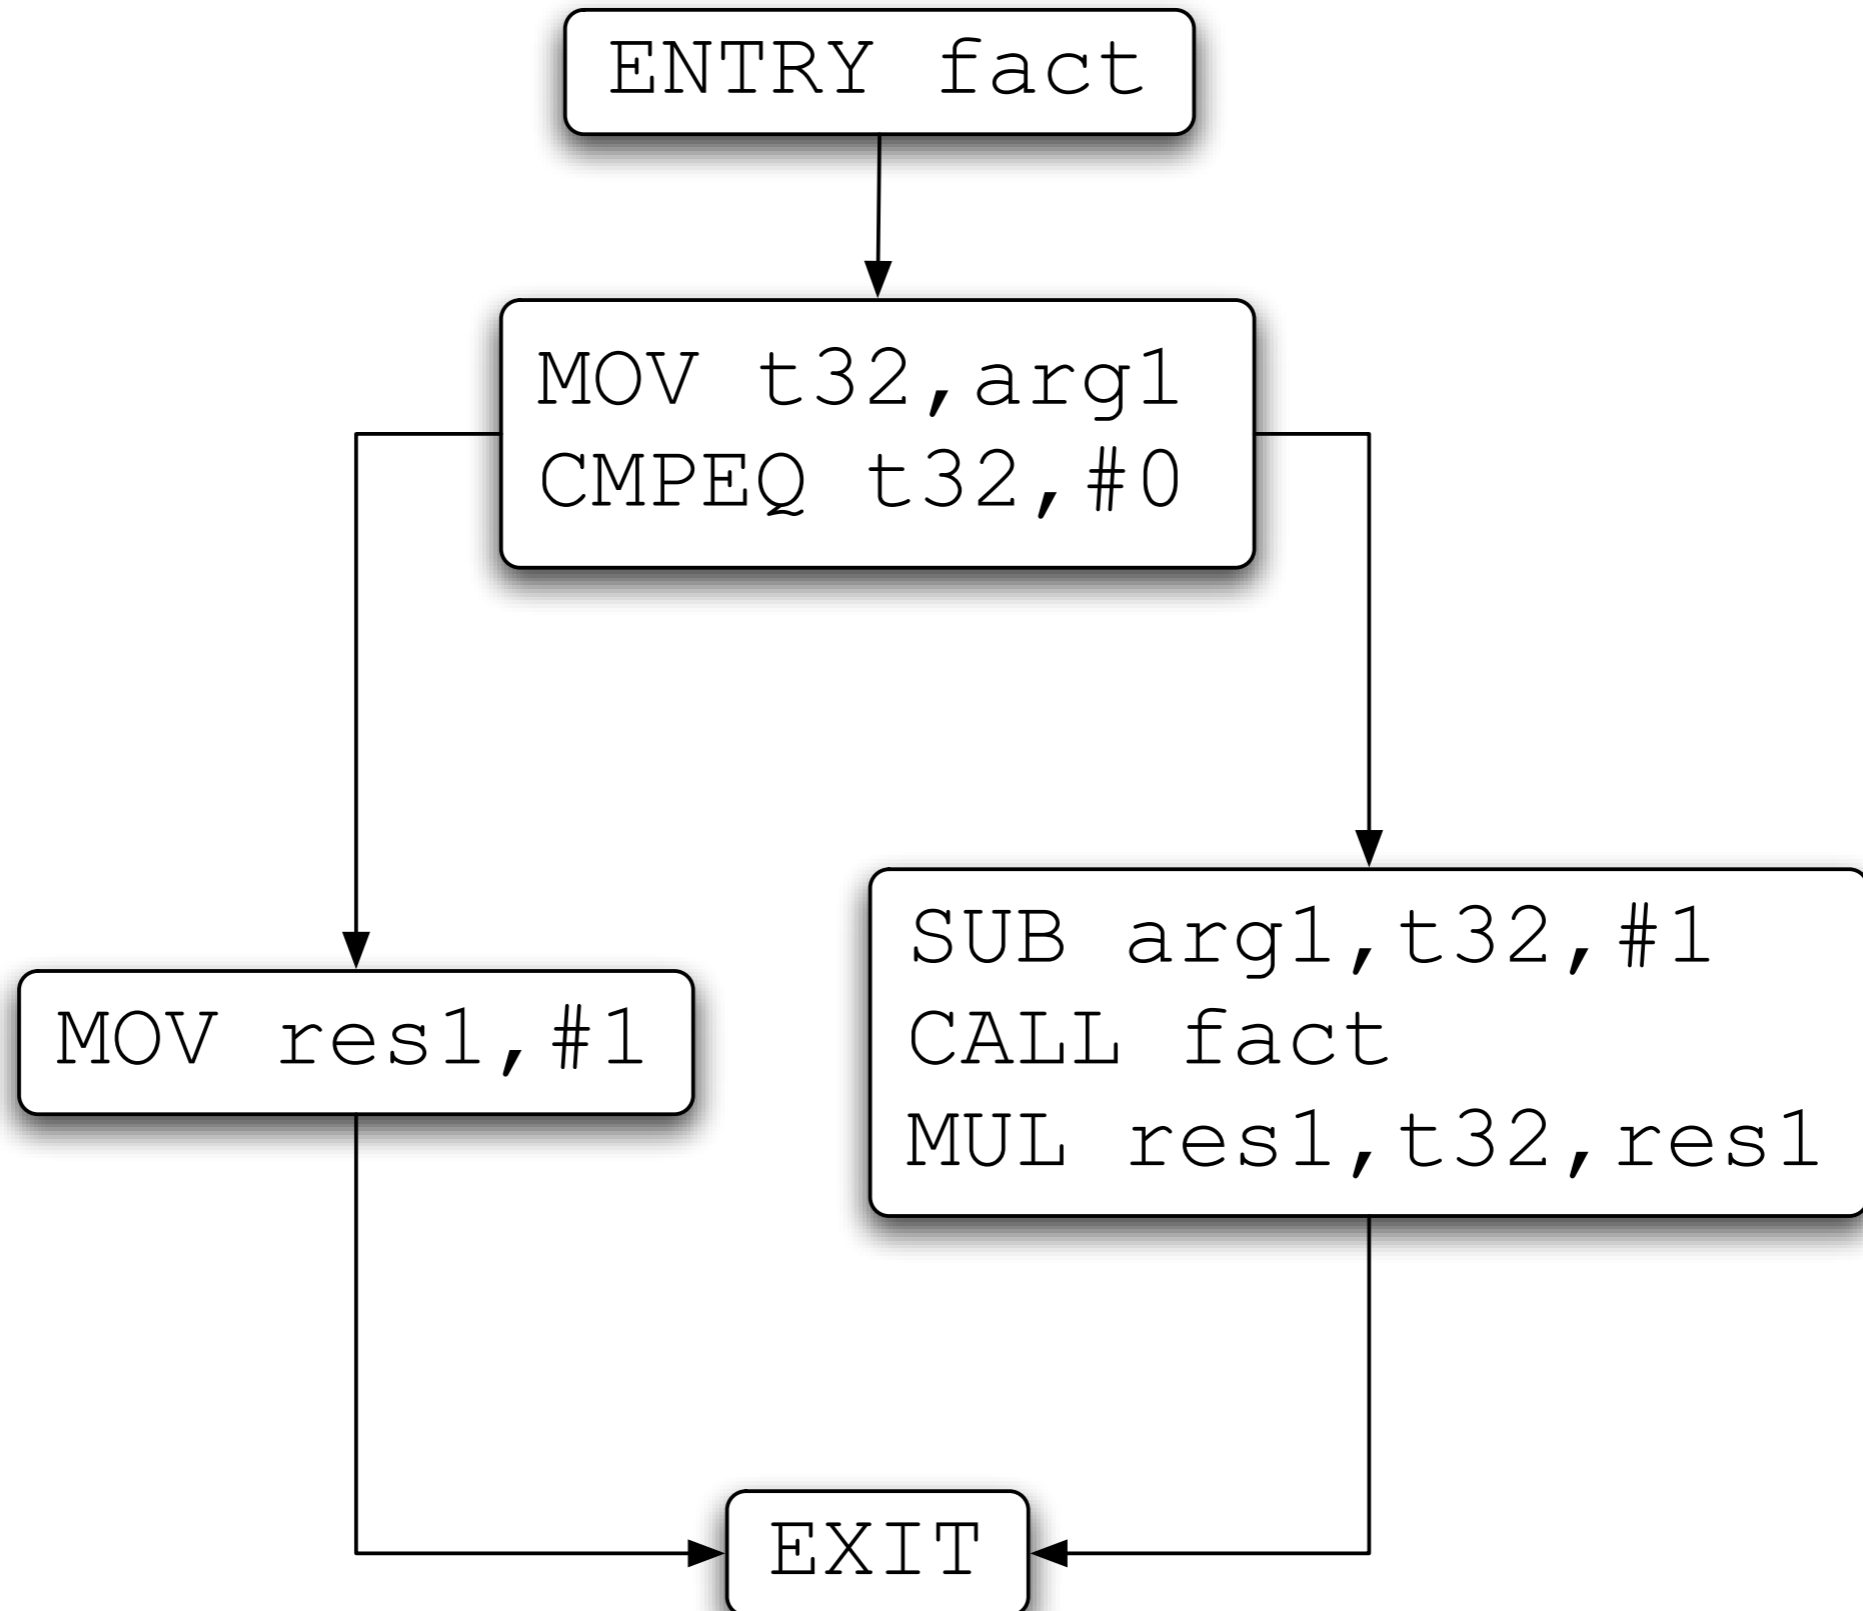 ENTRY fact
MOV t32,arg1
CMPEQ t32,#0
MOV res1,#1
SUB arg1,t32,#1
CALL fact
MUL res1,t32,res1
EXIT